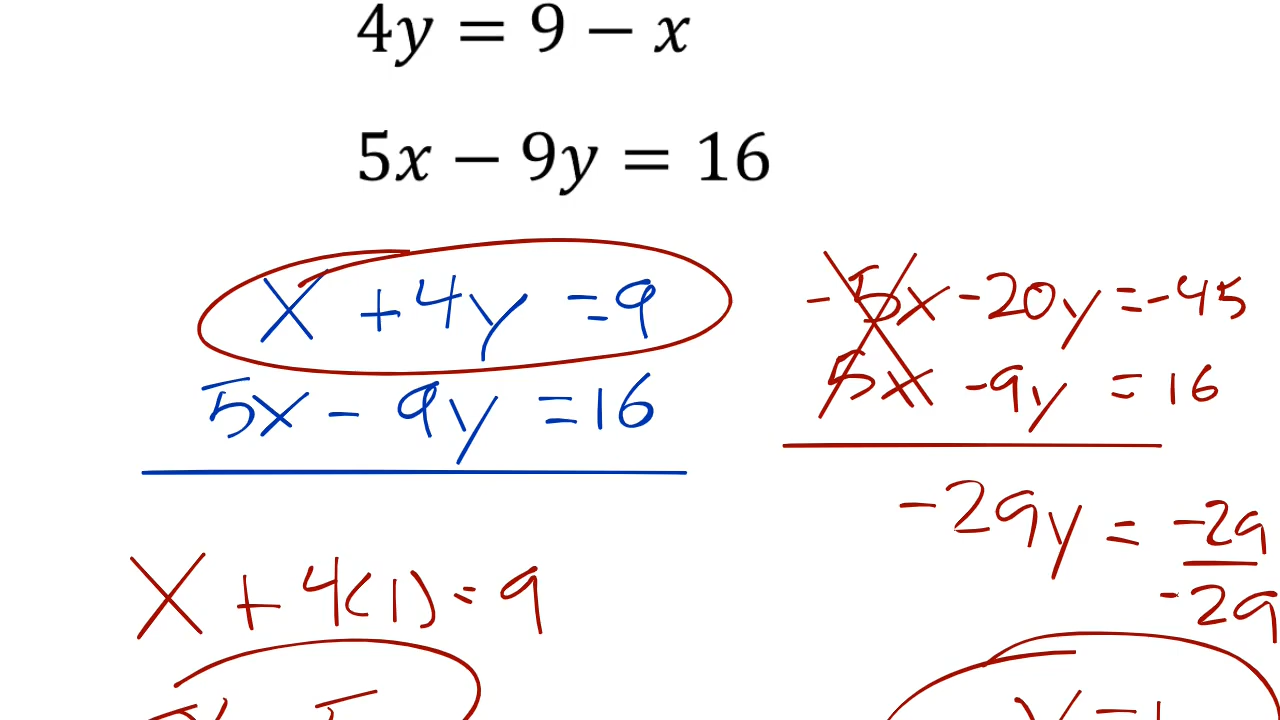 4y = 9 − x
5x − 9y = 16
x + 4y = 9
5x - 9y = 16
-5x - 20y = -45
5x - 9y = 16
-29y = -29
-29
x + 4(1) = 9